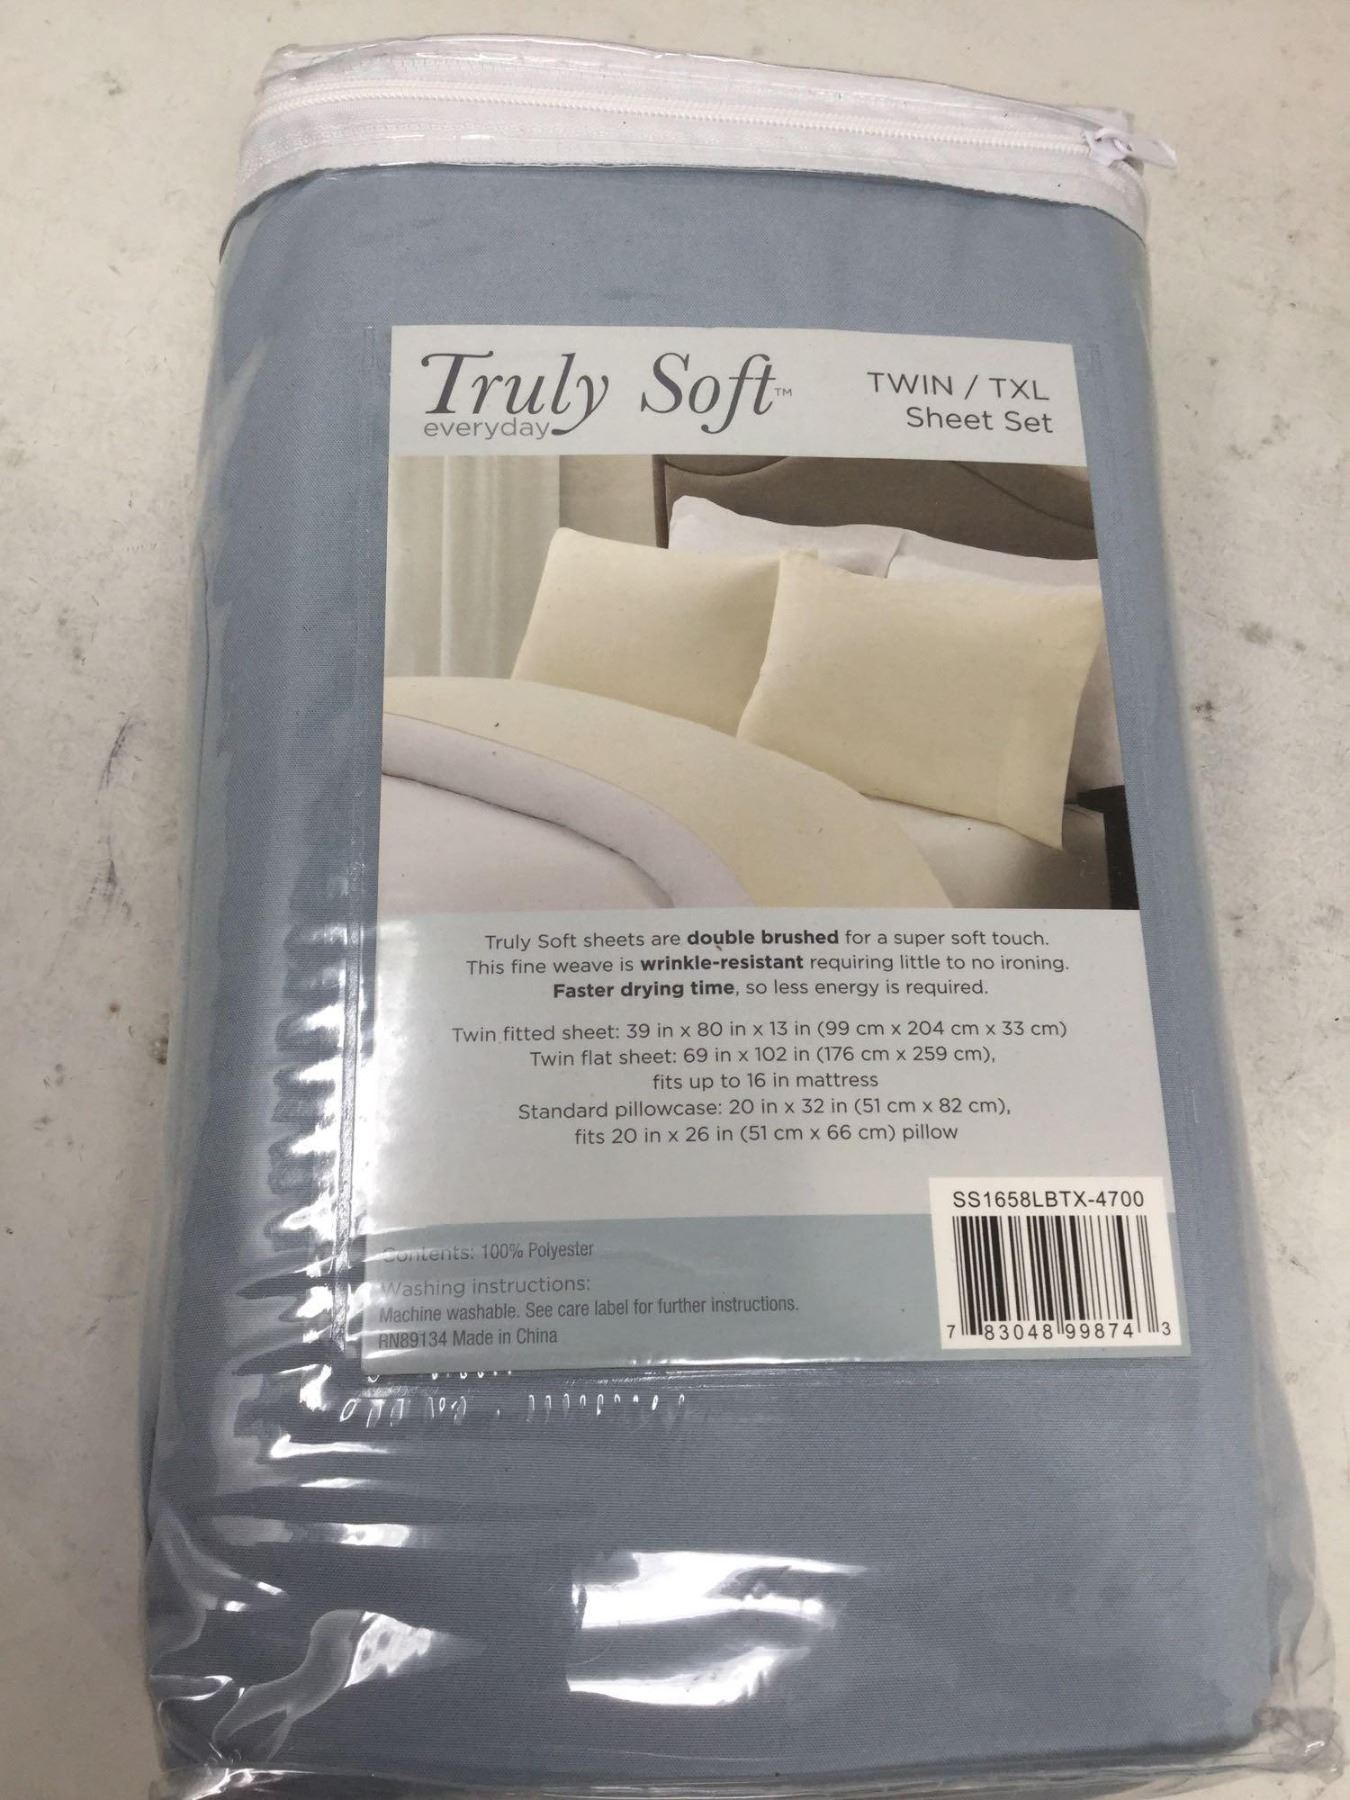 Truly Soft™
everyday
TWIN / TXL
Sheet Set
Truly Soft sheets are double brushed for a super soft touch.
This fine weave is wrinkle-resistant requiring little to no ironing.
Faster drying time, so less energy is required.
Twin fitted sheet: 39 in x 80 in x 13 in (99 cm x 204 cm x 33 cm)
Twin flat sheet: 69 in x 102 in (176 cm x 259 cm),
fits up to 16 in mattress
Standard pillowcase: 20 in x 32 in (51 cm x 82 cm),
fits 20 in x 26 in (51 cm x 66 cm) pillow
Contents: 100% Polyester
Washing instructions:
Machine washable. See care label for further instructions.
RN89134 Made in China
SS1658LBTX-4700
7 83048 99874 3